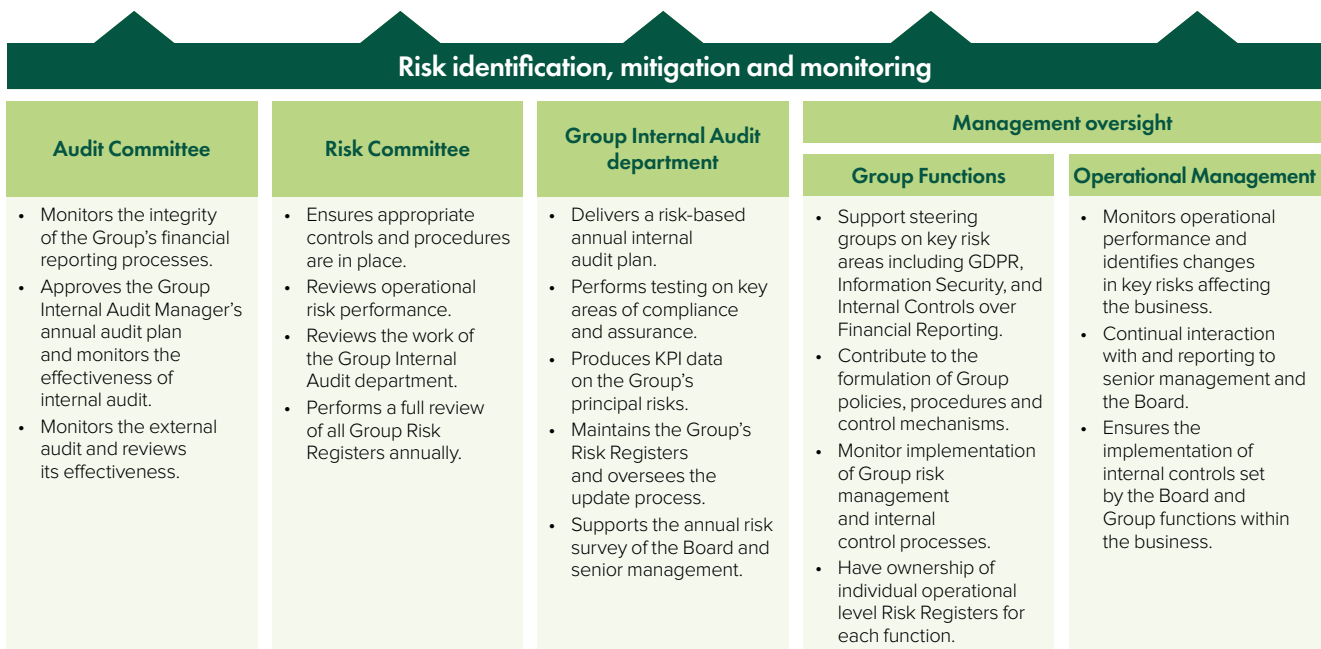 Risk identification, mitigation and monitoring
Audit Committee
• Monitors the integrity
of the Group's financial
reporting processes.
• Approves the Group
Internal Audit Manager's
annual audit plan
and monitors the
effectiveness of
internal audit.
• Monitors the external
audit and reviews
its effectiveness.
Risk Committee
• Ensures appropriate
controls and procedures
are in place.
• Reviews operational
risk performance.
• Reviews the work of
the Group Internal
Audit department.
• Performs a full review
of all Group Risk
Registers annually.
Group Internal Audit
department
• Delivers a risk-based
annual internal
audit plan.
• Performs testing on key
areas of compliance
and assurance.
• Produces KPI data
on the Group's
principal risks.
• Maintains the Group's
Risk Registers
and oversees the
update process.
• Supports the annual risk
survey of the Board and
senior management.
Management oversight
Group Functions
• Support steering
groups on key risk
areas including GDPR,
Information Security, and
Internal Controls over
Financial Reporting.
• Contribute to the
formulation of Group
policies, procedures and
control mechanisms.
• Monitor implementation
of Group risk
management
and internal
control processes.
• Have ownership of
individual operational
level Risk Registers for
each function.
Operational Management
• Monitors operational
performance and
identifies changes
in key risks affecting
the business.
• Continual interaction
with and reporting to
senior management and
the Board.
• Ensures the
implementation of
internal controls set
by the Board and
Group functions within
the business.